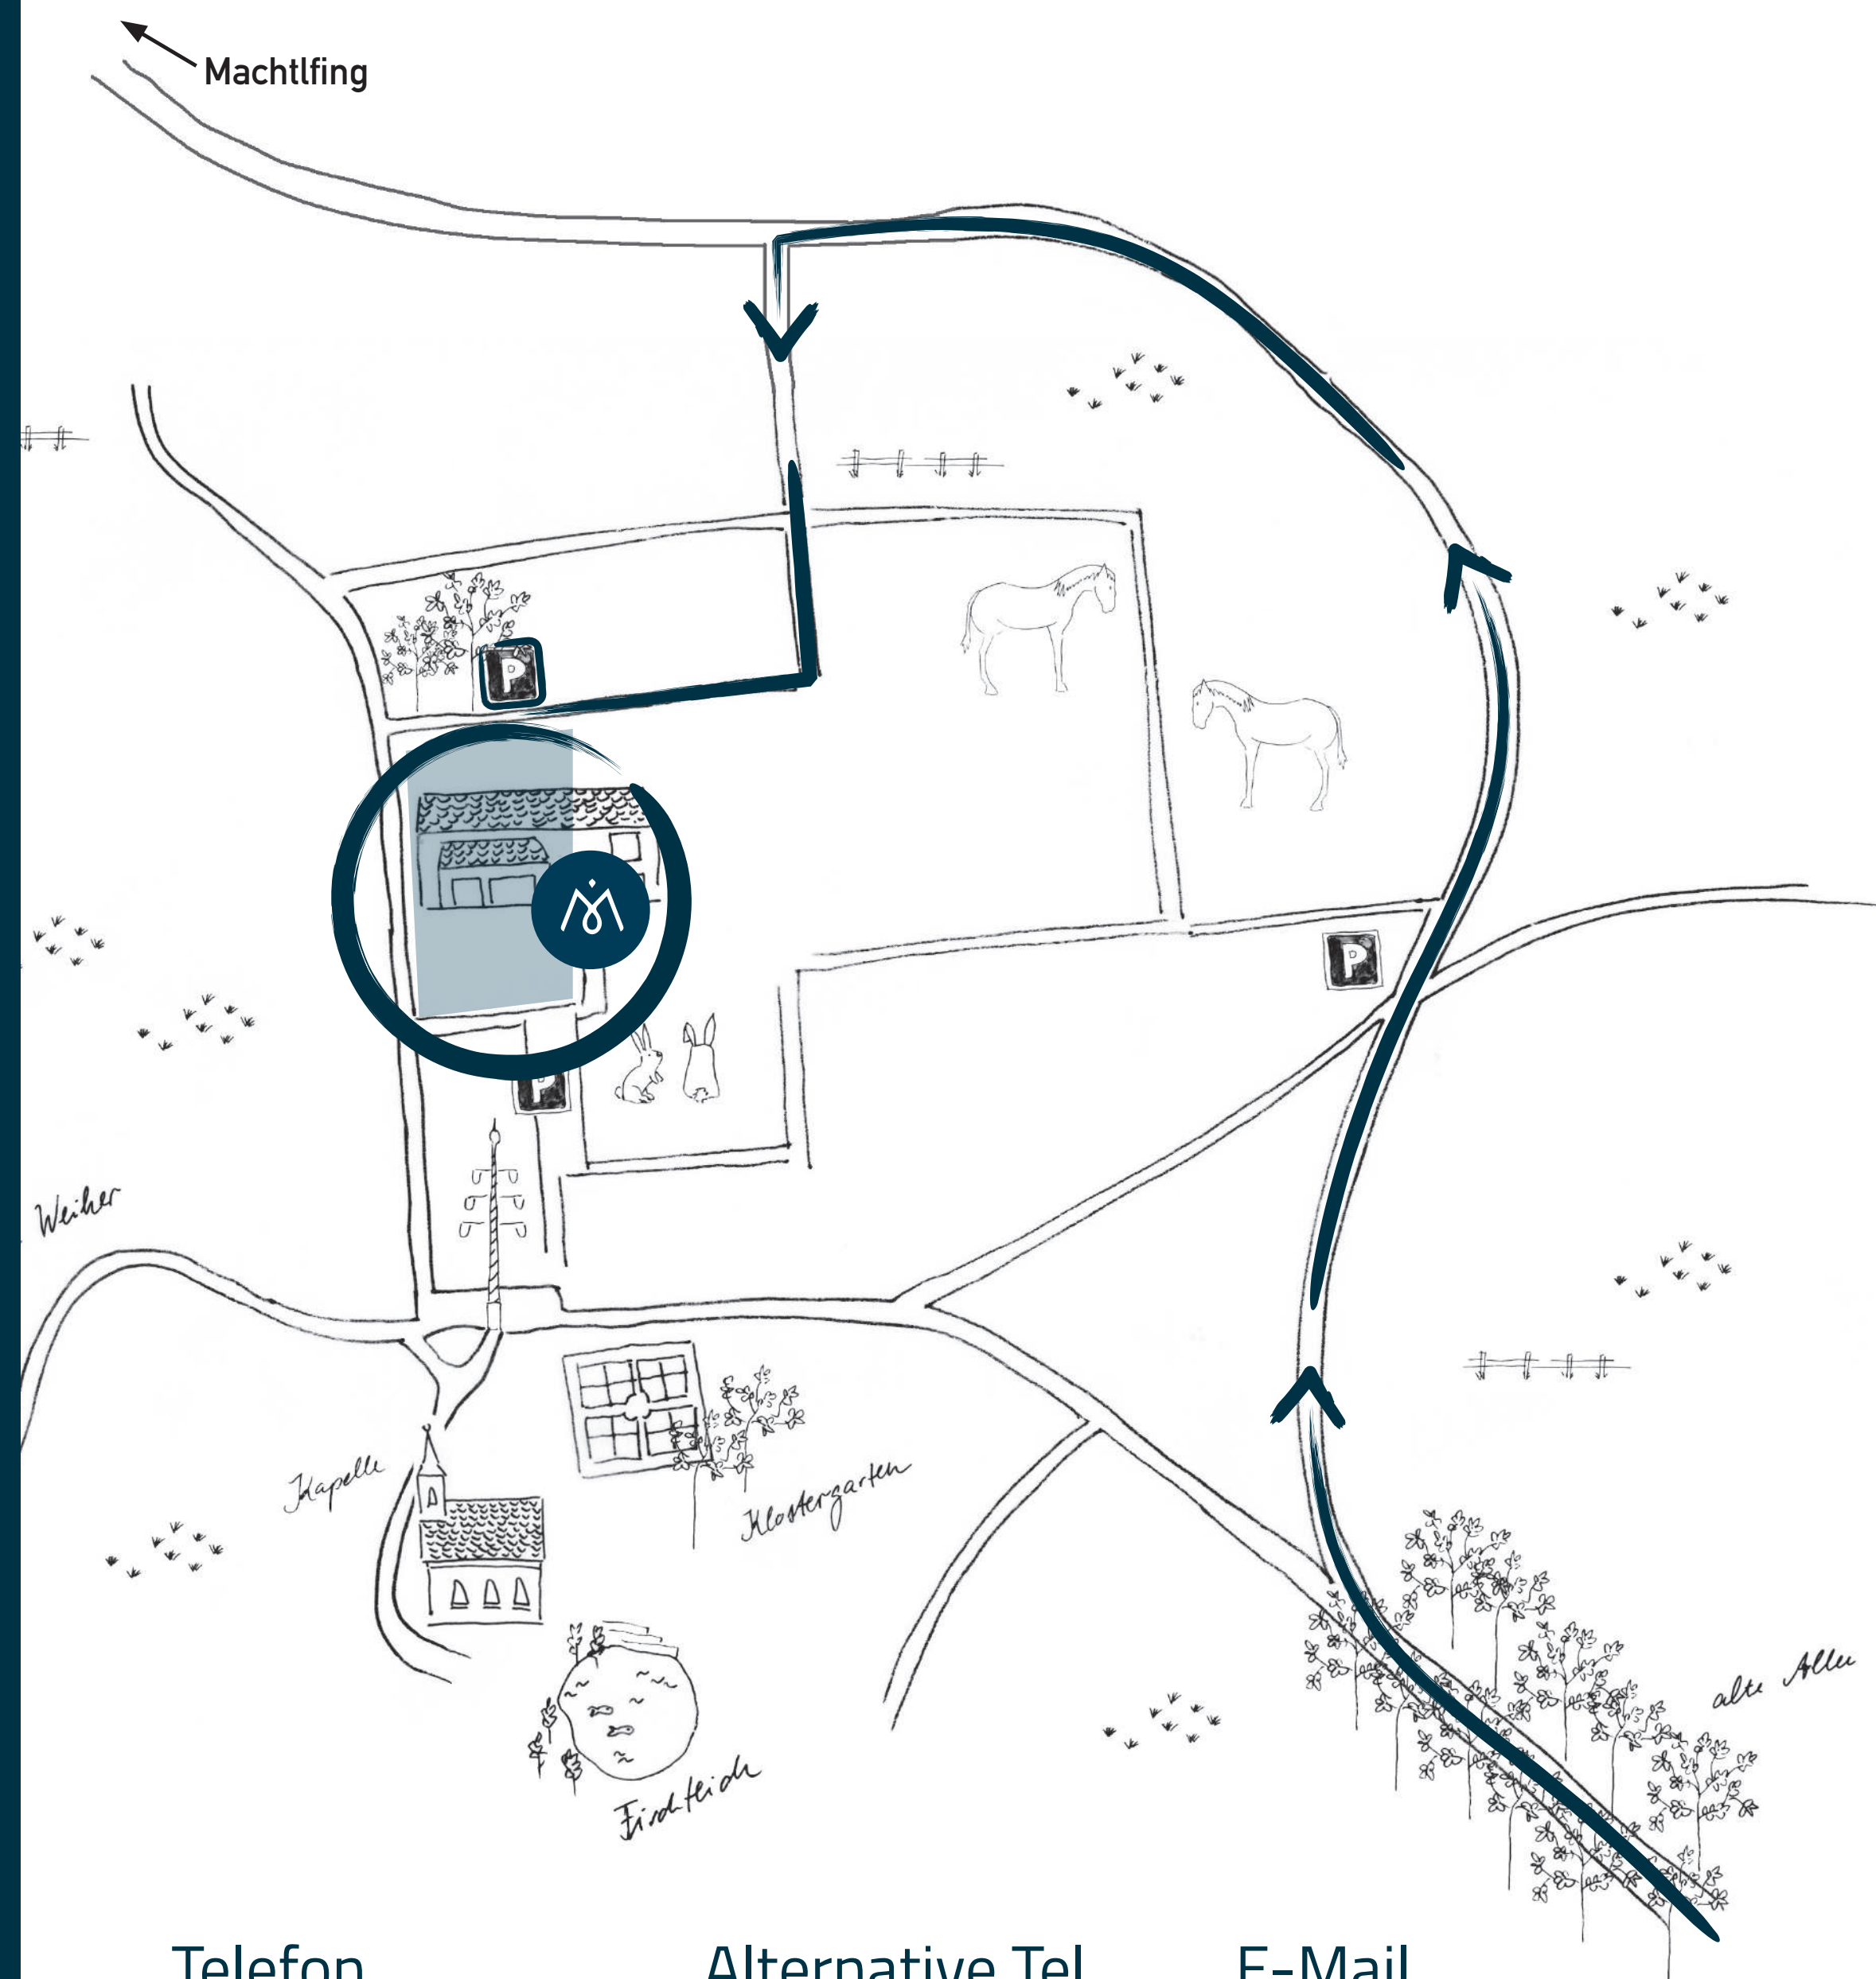 Machtlfing
P
P
P
Weiher
Kapelle
Klostergarten
alte Allee
Fischteich
Telefon
Alternative Tel
E-Mail